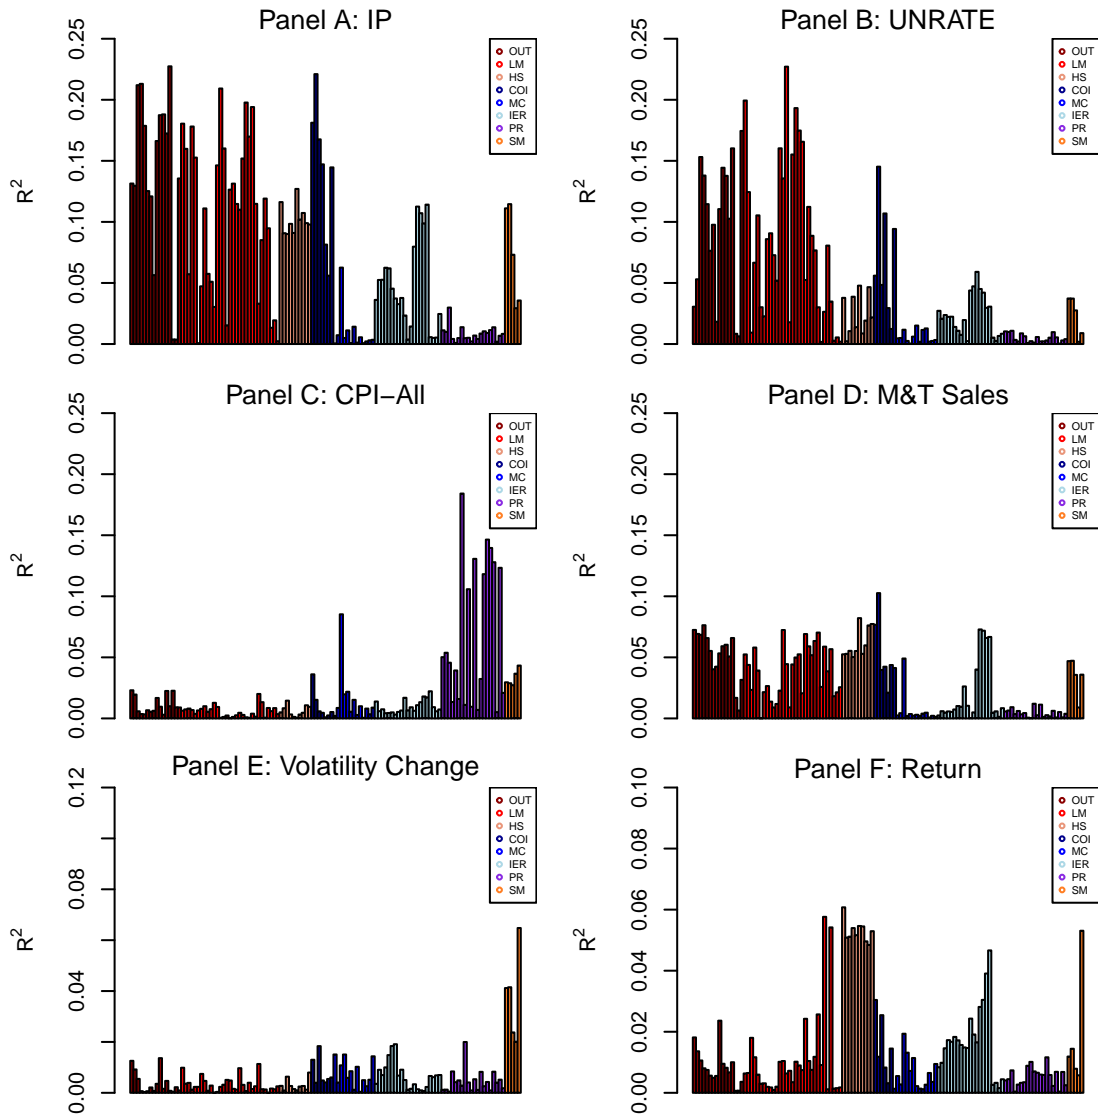 Panel A: IP
R2
0.00 0.05 0.10 0.15 0.20 0.25
OUT
LM
HS
COI
MC
IER
PR
SM
Panel B: UNRATE
R2
0.00 0.05 0.10 0.15 0.20 0.25
OUT
LM
HS
COI
MC
IER
PR
SM
Panel C: CPI−All
R2
0.00 0.05 0.10 0.15 0.20 0.25
OUT
LM
HS
COI
MC
IER
PR
SM
Panel D: M&T Sales
R2
0.00 0.05 0.10 0.15 0.20 0.25
OUT
LM
HS
COI
MC
IER
PR
SM
Panel E: Volatility Change
R2
0.00 0.04 0.08 0.12
OUT
LM
HS
COI
MC
IER
PR
SM
Panel F: Return
R2
0.00 0.02 0.04 0.06 0.08 0.10
OUT
LM
HS
COI
MC
IER
PR
SM